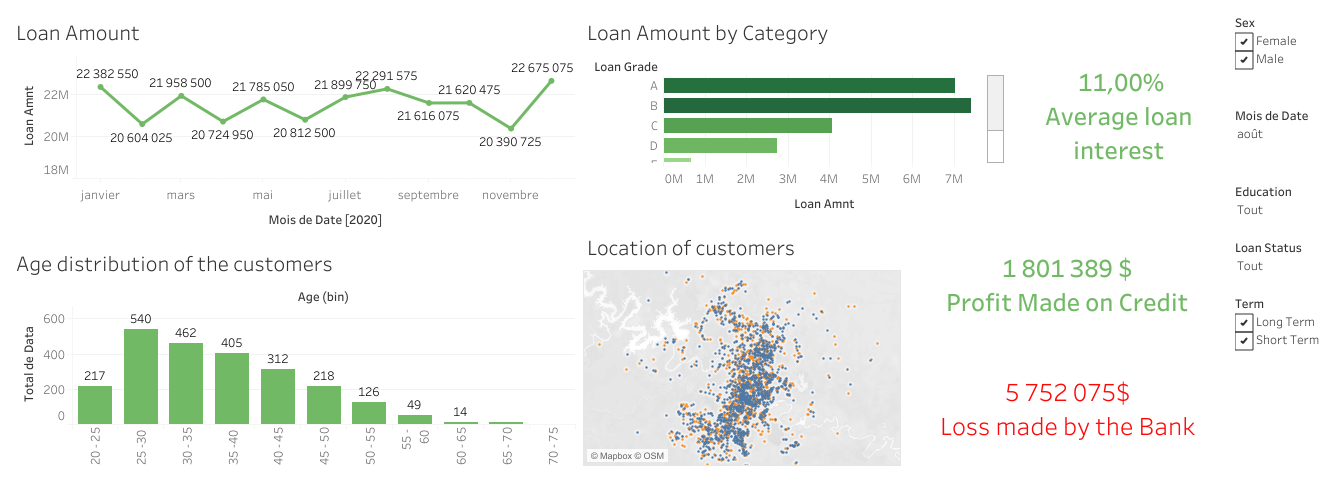 Loan Amount
Loan Amnt
22M
20M
18M
22 382 550
20 604 025
21 958 500
20 724 950
21 785 050
20 812 500
21 899 750
22 291 575
21 616 075
21 620 475
20 390 725
22 675 075
janvier
mars
mai
juillet
septembre
novembre
Mois de Date [2020]
Loan Amount by Category
Loan Grade
A
B
C
D
0M
1M
2M
3M
4M
5M
6M
7M
Loan Amnt
11,00%
Average loan
interest
Sex
Female
Male
Mois de Date
août
Education
Tout
Loan Status
Tout
Term
Long Term
Short Term
Age distribution of the customers
Age (bin)
Total de Data
600
400
200
0
217
540
462
405
312
218
126
49
14
20 - 25
25 -30
30 - 35
35 -40
40 - 45
45 - 50
50 - 55
55 -
60
60 - 65
65 - 70
70 - 75
Location of customers
© Mapbox © OSM
1 801 389 $
Profit Made on Credit
5 752 075$
Loss made by the Bank